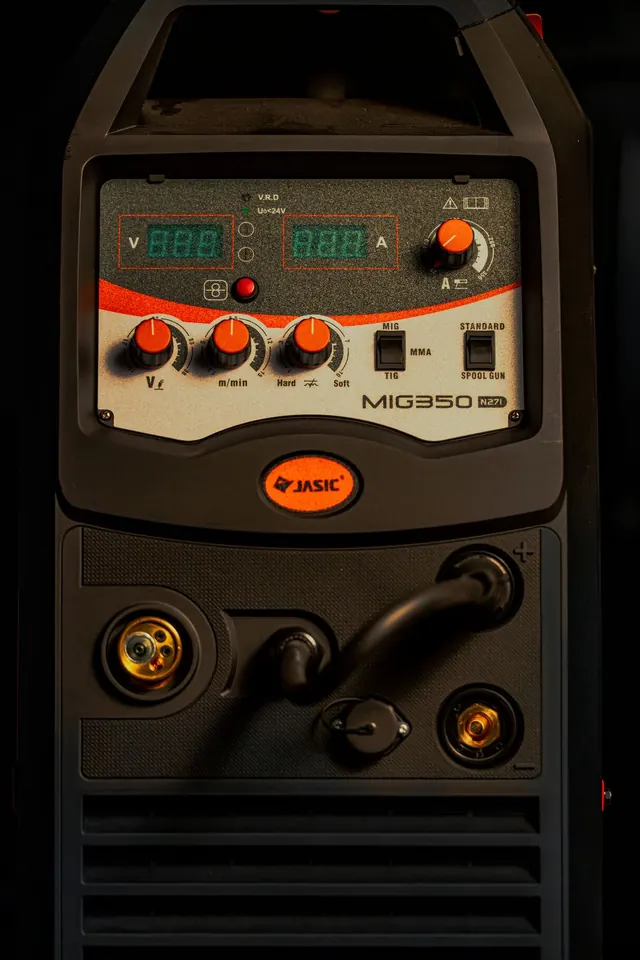 V.R.D
U₀<24V
V
A
A
V
m/min
Hard
Soft
MIG
MMA
TIG
STANDARD
SPOOL GUN
MIG350 N271
JASIC®
+
−